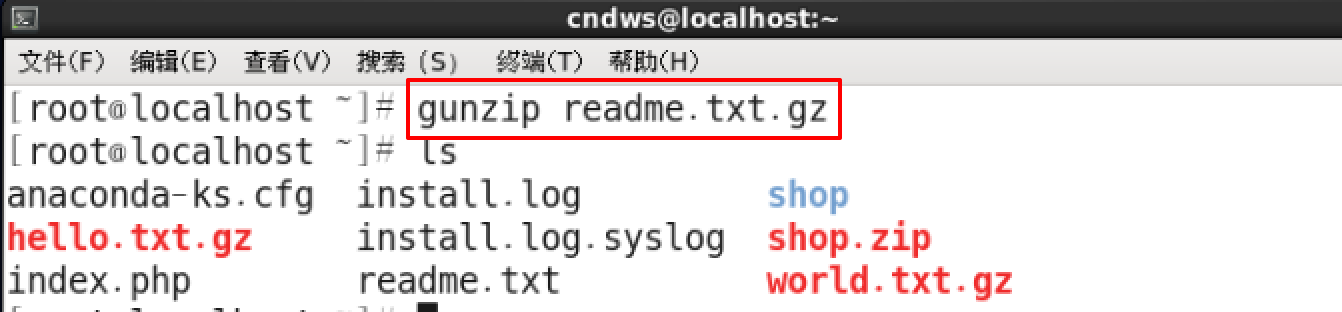 cndws@localhost:~
文件(F) 编辑(E) 查看(V) 搜索 (S) 终端(T) 帮助(H)
[root@localhost ~]# gunzip readme.txt.gz
[root@localhost ~]# ls
anaconda-ks.cfg install.log shop
hello.txt.gz install.log.syslog shop.zip
index.php readme.txt world.txt.gz